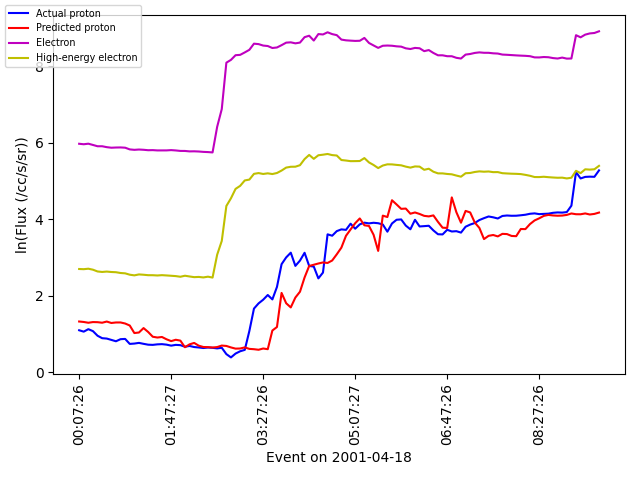 Actual proton
Predicted proton
Electron
High-energy electron
8
6
4
2
0
ln(Flux (/cc/s/sr))
00:07:26
01:47:27
03:27:26
05:07:27
06:47:26
08:27:26
Event on 2001-04-18